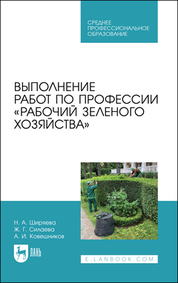 СРЕДНЕЕ
ПРОФЕССИОНАЛЬНОЕ
ОБРАЗОВАНИЕ
ВЫПОЛНЕНИЕ
РАБОТ ПО ПРОФЕССИИ
«РАБОЧИЙ ЗЕЛЕНОГО
ХОЗЯЙСТВА»
Н. А. Ширяева
Ж. Г. Силаева
А. И. Ковешников
ЛАНЬ
E.LANBOOK.COM